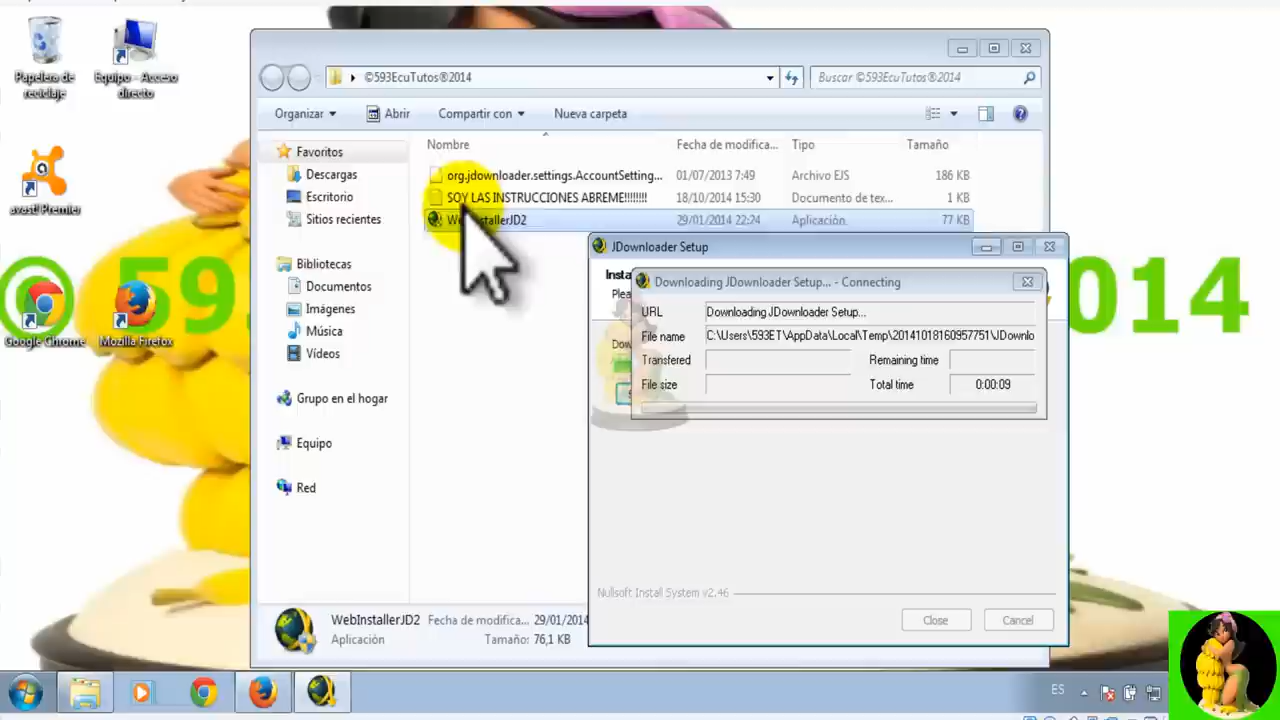 Papelera de
reciclaje
Equipo - Acceso
directo
avast! Premier
Google Chrome
Mozilla Firefox
© 593
014
©593EcuTutos®2014
Buscar ©593EcuTutos®2014
Organizar
Abrir
Compartir con
Nueva carpeta
Nombre
Fecha de modifica...
Tipo
Tamaño
Favoritos
Descargas
Escritorio
Sitios recientes
Bibliotecas
Documentos
Imágenes
Música
Vídeos
Grupo en el hogar
Equipo
Red
org.jdownloader.settings.AccountSetting...
01/07/2013 7:49
Archivo EJS
186 KB
SOY LAS INSTRUCCIONES ABREME!!!!!!!!
18/10/2014 15:30
Documento de tex...
1 KB
WebInstallerJD2
29/01/2014 22:24
Aplicación
77 KB
JDownloader Setup
Insta
Plea
Dow
Downloading JDownloader Setup... - Connecting
URL
Downloading JDownloader Setup...
File name
C:\Users\593ET\AppData\Local\Temp\20141018160957751\JDownlo
Transfered
Remaining time
File size
Total time
0:00:09
Nullsoft Install System v2.46
Close
Cancel
WebInstallerJD2
Fecha de modifica... 29/01/2014
Aplicación
Tamaño: 76,1 KB
ES